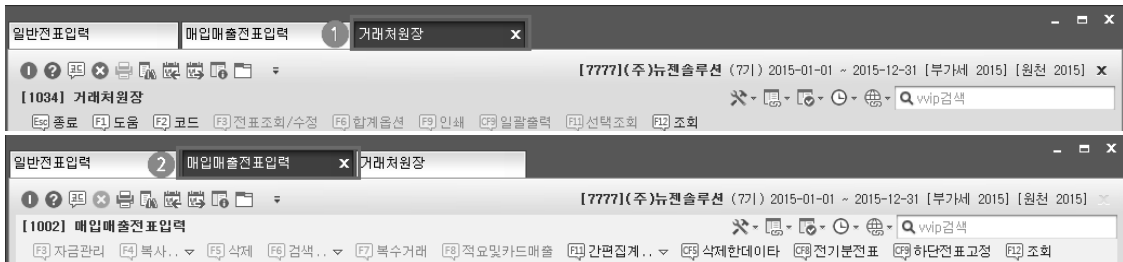 일반전표입력 매입매출전표입력 1 거래처원장 x
[7777](주)뉴젠솔루션 (7기) 2015-01-01 ~ 2015-12-31 [부가세 2015] [원천 2015] x
[1034] 거래처원장 vvip검색
Esc 종료 F1 도움 F2 코드 F3 전표조회/수정 F6 합계옵션 F9 인쇄 CF9 일괄출력 F11 선택조회 F12 조회
일반전표입력 2 매입매출전표입력 x 거래처원장
[7777](주)뉴젠솔루션 (7기) 2015-01-01 ~ 2015-12-31 [부가세 2015] [원천 2015]
[1002] 매입매출전표입력 vvip검색
F3 자금관리 F4 복사.. F5 삭제 F6 검색.. F7 복수거래 F8 적요및카드매출 F11 간편집계.. CF5 삭제한데이타 CF8 전기분전표 CF9 하단전표고정 F12 조회